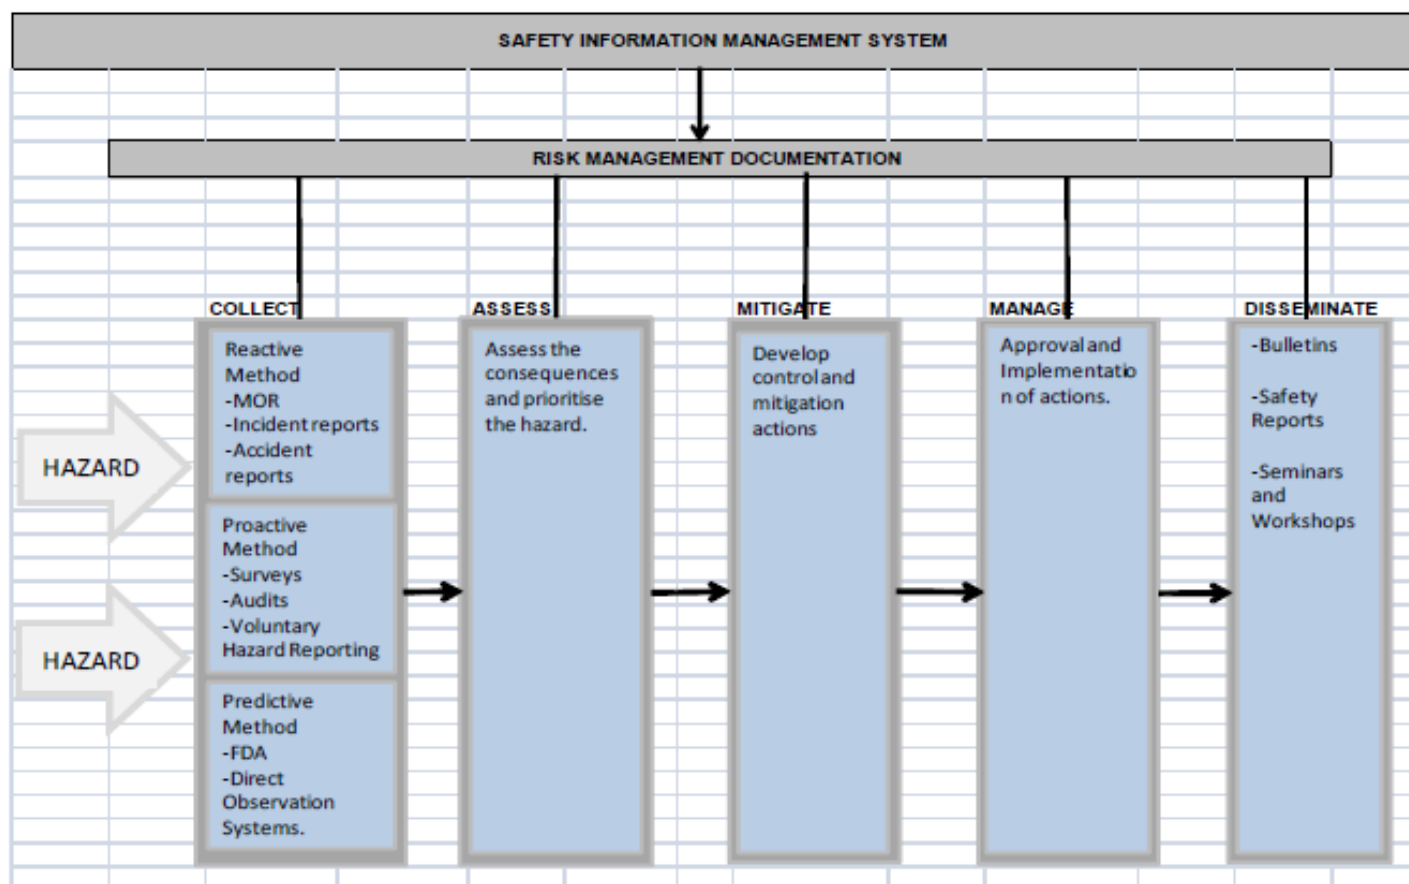 SAFETY INFORMATION MANAGEMENT SYSTEM
RISK MANAGEMENT DOCUMENTATION
COLLECT
Reactive
Method
-MOR
-Incident reports
-Accident
reports
Proactive
Method
-Surveys
-Audits
-Voluntary
Hazard Reporting
Predictive
Method
-FDA
-Direct
Observation
Systems.
ASSESS
Assess the
consequences
and prioritise
the hazard.
MITIGATE
Develop
control and
mitigation
actions
MANAGE
Approval and
Implementatio
n of actions.
DISSEMINATE
-Bulletins
-Safety
Reports
-Seminars
and
Workshops
HAZARD
HAZARD